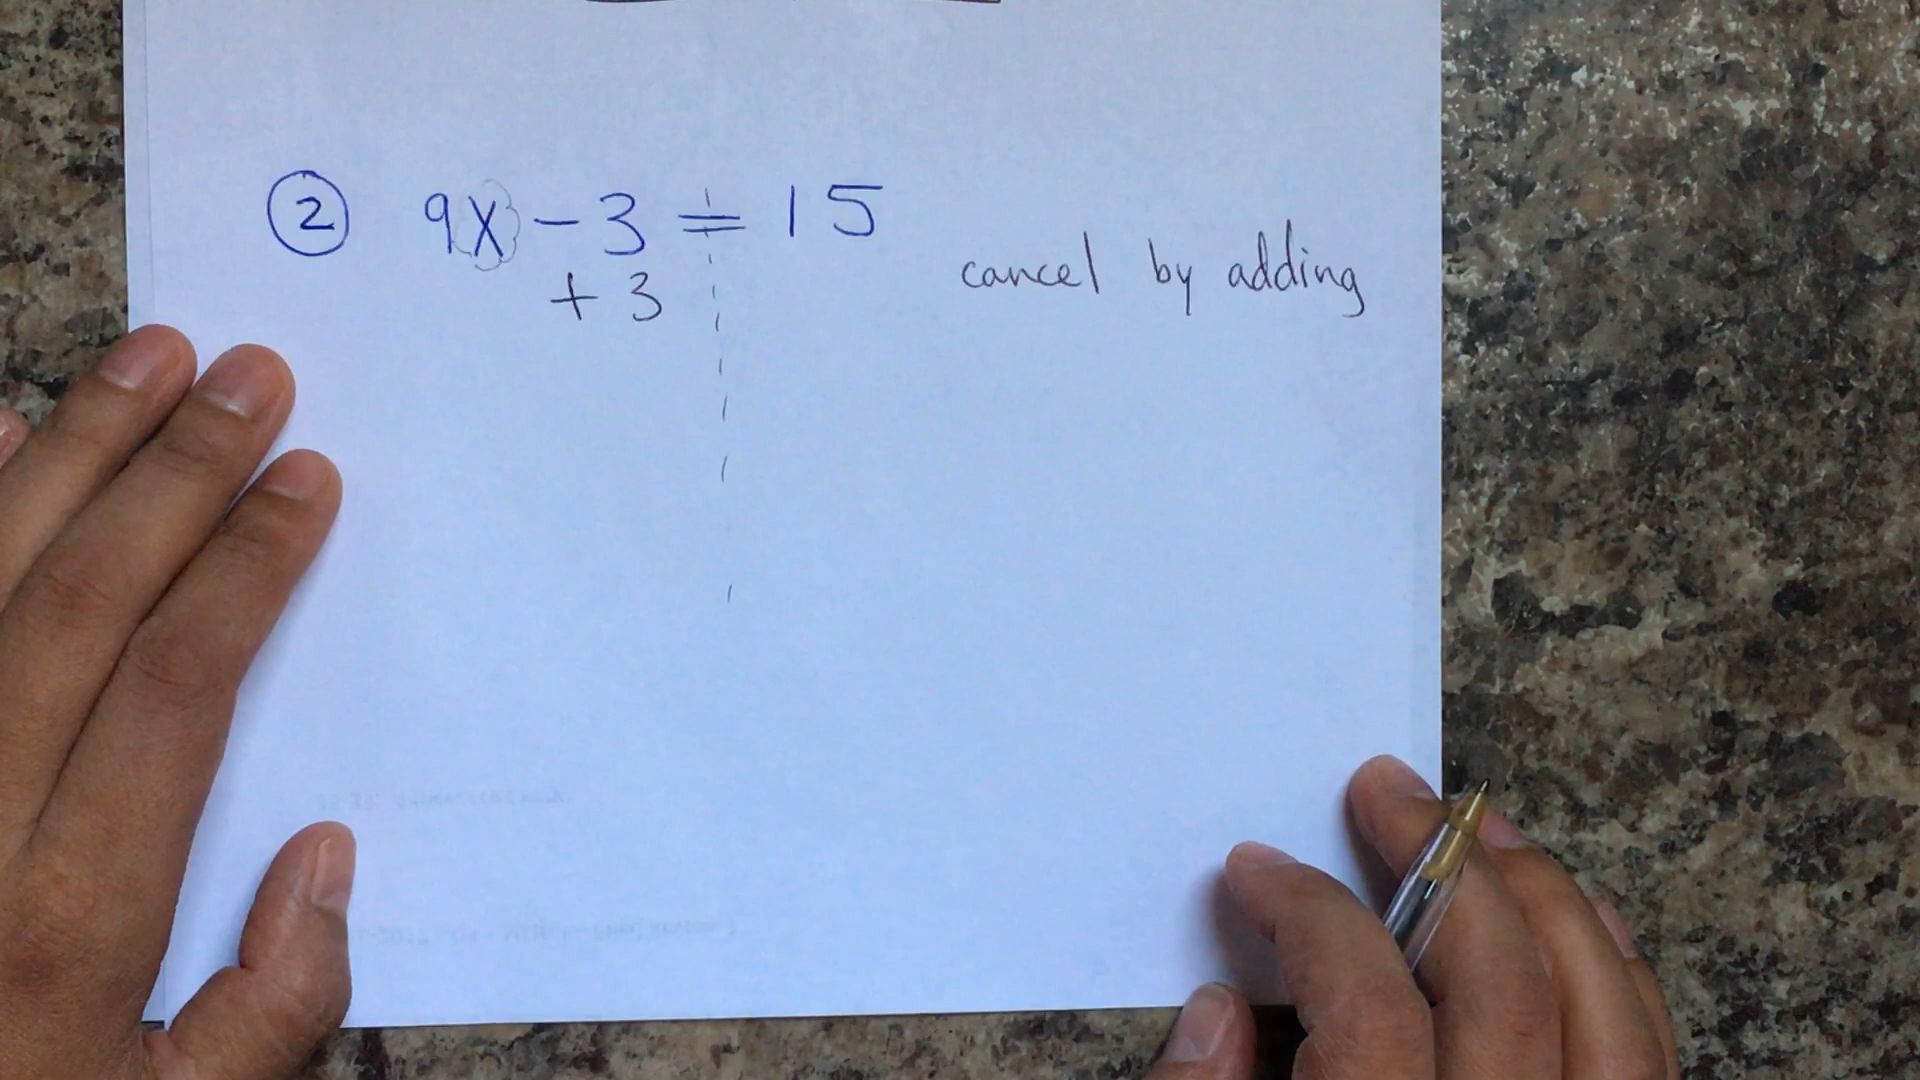 ② 9x - 3 = 15
+ 3
cancel by adding